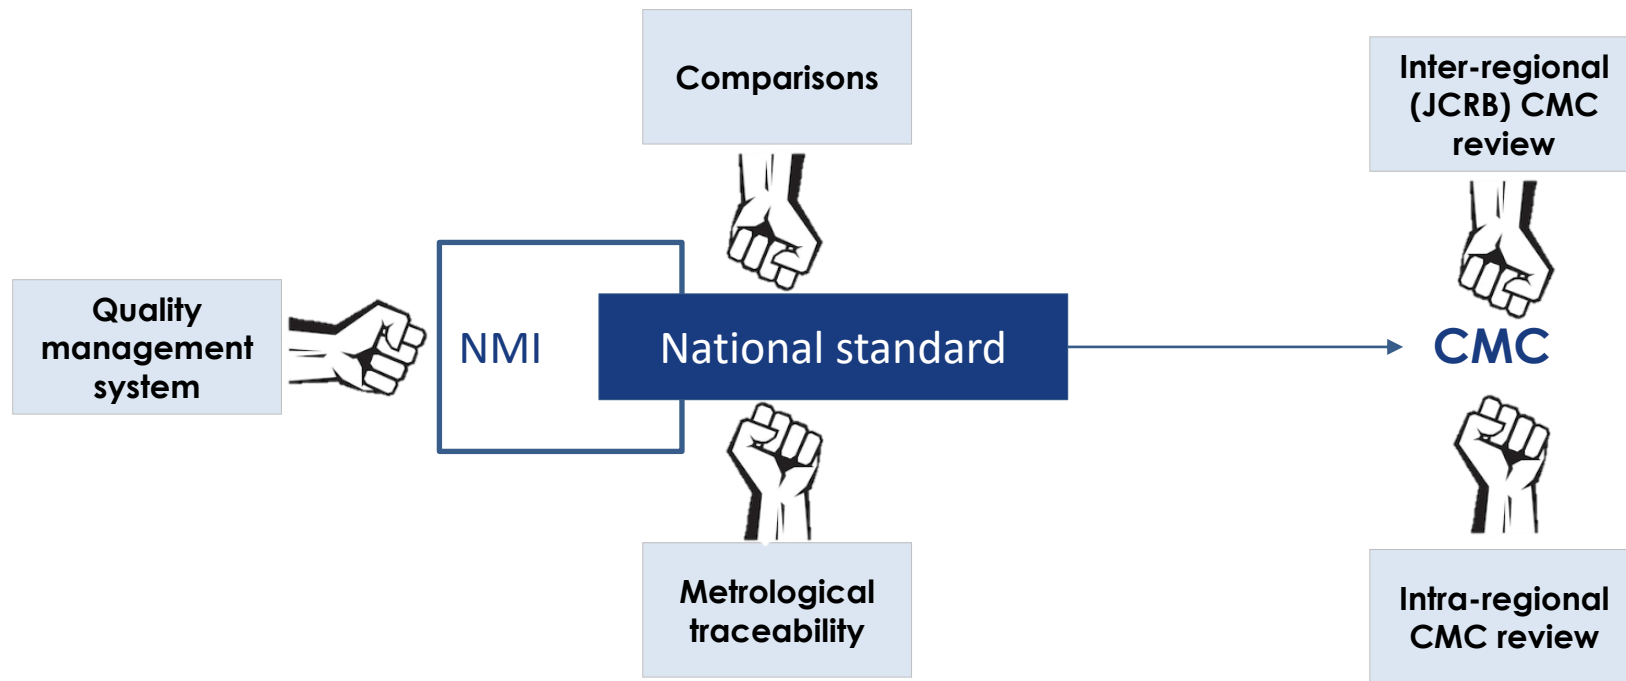 Comparisons
Inter-regional
(JCRB) CMC
review
Quality
management
system
NMI
National standard
CMC
Metrological
traceability
Intra-regional
CMC review